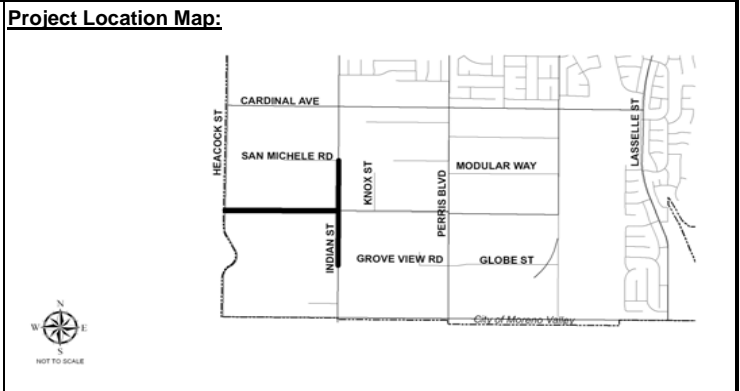 Project Location Map:
CARDINAL AVE
HEACOCK ST
LASSELLE ST
SAN MICHELE RD
KNOX ST
MODULAR WAY
PERRIS BLVD
INDIAN ST
GROVE VIEW RD
GLOBE ST
City of Moreno Valley
N
W E
S
NOT TO SCALE